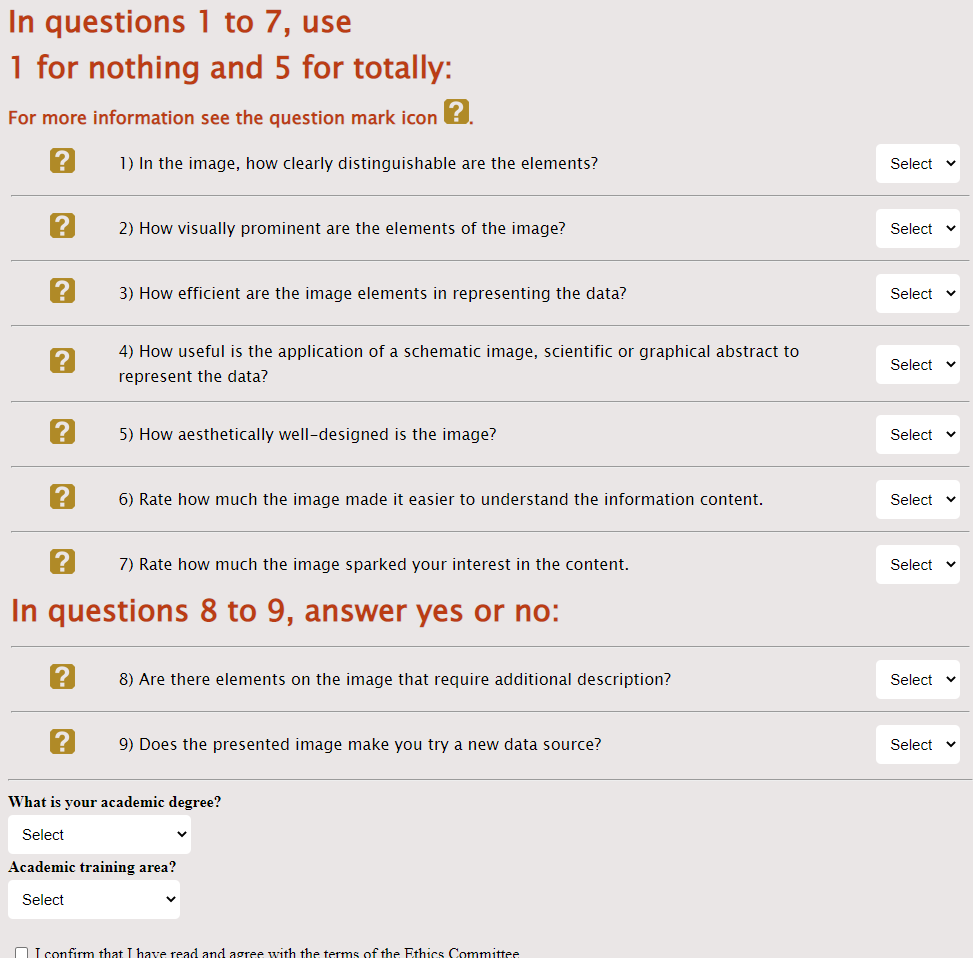 In questions 1 to 7, use
1 for nothing and 5 for totally:
For more information see the question mark icon ?.
? 1) In the image, how clearly distinguishable are the elements? Select
? 2) How visually prominent are the elements of the image? Select
? 3) How efficient are the image elements in representing the data? Select
? 4) How useful is the application of a schematic image, scientific or graphical abstract to
represent the data? Select
? 5) How aesthetically well-designed is the image? Select
? 6) Rate how much the image made it easier to understand the information content. Select
? 7) Rate how much the image sparked your interest in the content. Select
In questions 8 to 9, answer yes or no:
? 8) Are there elements on the image that require additional description? Select
? 9) Does the presented image make you try a new data source? Select
What is your academic degree?
Select
Academic training area?
Select
I confirm that I have read and agree with the terms of the Ethics Committee